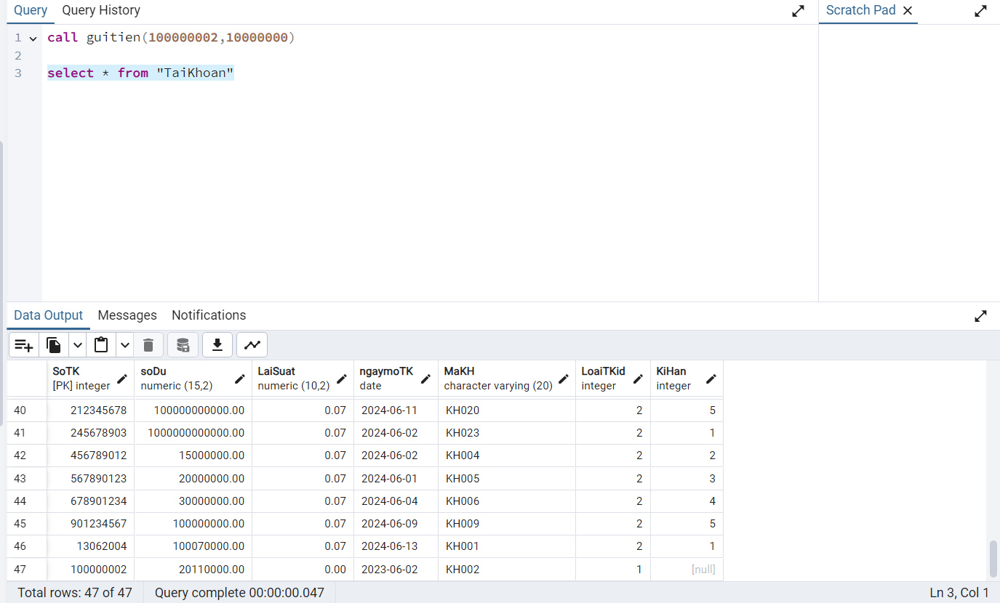 Query Query History Scratch Pad
1 call guitien(100000002,10000000)
2
3 select * from "TaiKhoan"
Data Output Messages Notifications
SoTK soDu LaiSuat ngaymoTK MaKH LoaiTKid KiHan
[PK] integer numeric (15,2) numeric (10,2) date character varying (20) integer integer
40 212345678 100000000000.00 0.07 2024-06-11 KH020 2 5
41 245678903 1000000000000.00 0.07 2024-06-02 KH023 2 1
42 456789012 15000000.00 0.07 2024-06-02 KH004 2 2
43 567890123 20000000.00 0.07 2024-06-01 KH005 2 3
44 678901234 30000000.00 0.07 2024-06-04 KH006 2 4
45 901234567 100000000.00 0.07 2024-06-09 KH009 2 5
46 13062004 100070000.00 0.07 2024-06-13 KH001 2 1
47 100000002 20110000.00 0.00 2023-06-02 KH002 1 [null]
Total rows: 47 of 47 Query complete 00:00:00.047 Ln 3, Col 1